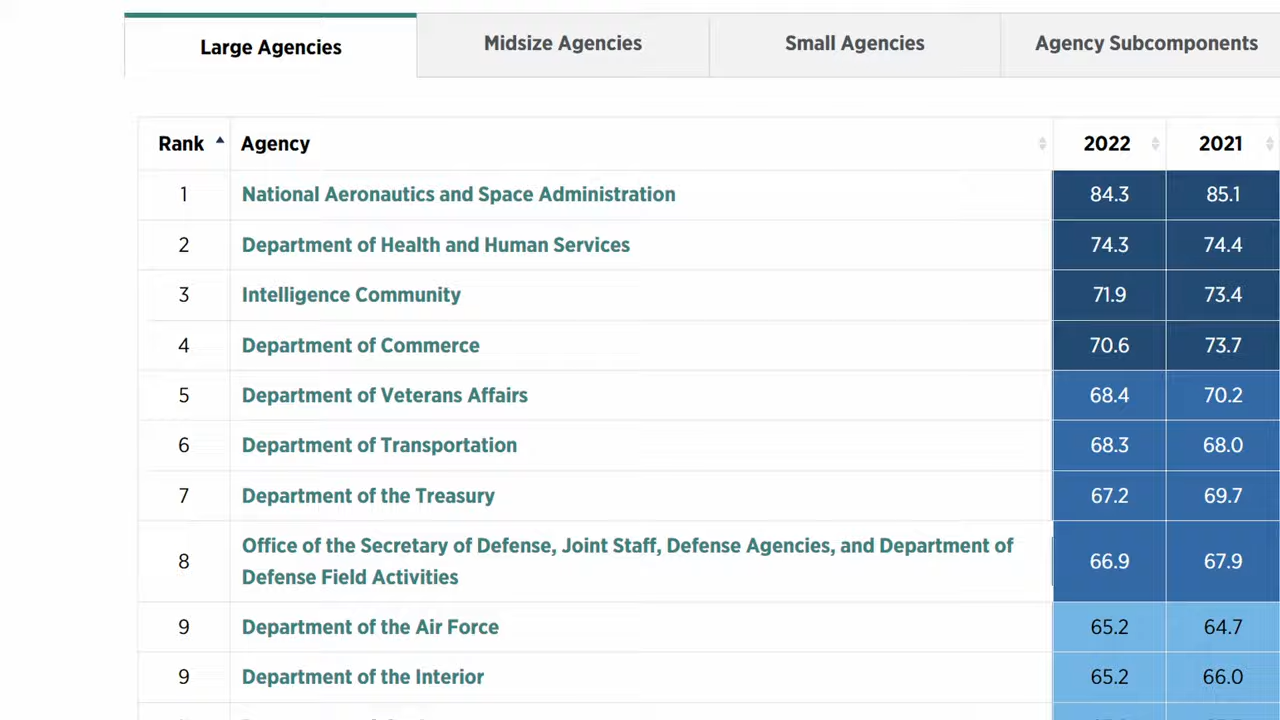 Large Agencies Midsize Agencies Small Agencies Agency Subcomponents
Rank Agency 2022 2021
1 National Aeronautics and Space Administration 84.3 85.1
2 Department of Health and Human Services 74.3 74.4
3 Intelligence Community 71.9 73.4
4 Department of Commerce 70.6 73.7
5 Department of Veterans Affairs 68.4 70.2
6 Department of Transportation 68.3 68.0
7 Department of the Treasury 67.2 69.7
8 Office of the Secretary of Defense, Joint Staff, Defense Agencies, and Department of
Defense Field Activities 66.9 67.9
9 Department of the Air Force 65.2 64.7
9 Department of the Interior 65.2 66.0